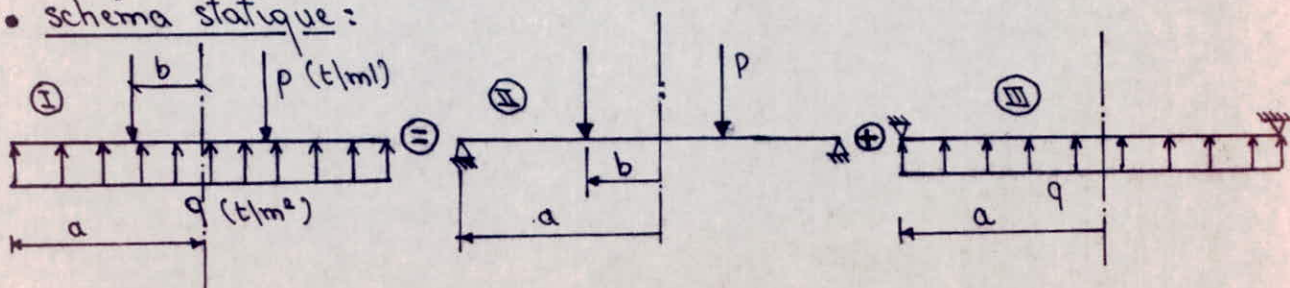 • schema statique :
b p (t/ml) p
I = II + III
b
q (t/m²) q
a a a